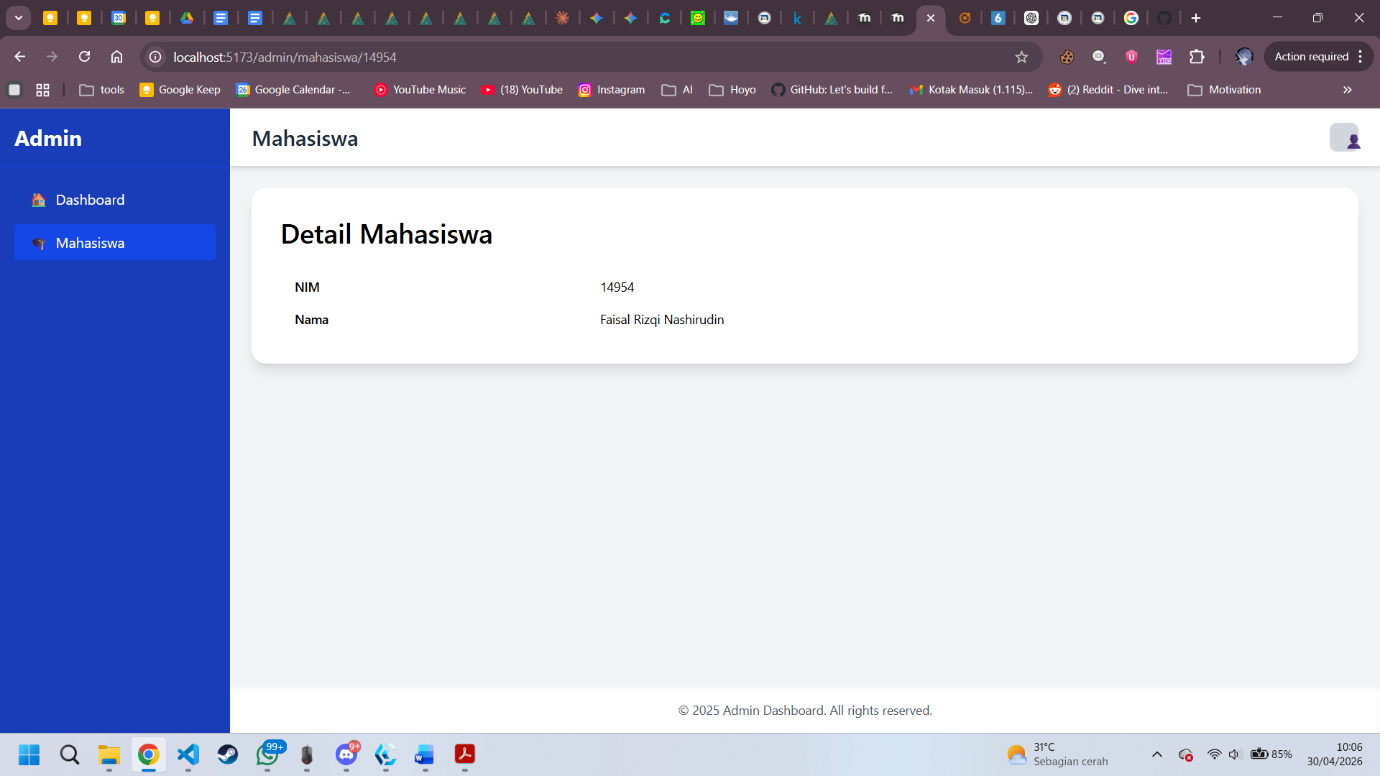 localhost:5173/admin/mahasiswa/14954
Action required
tools
Google Keep
Google Calendar -...
YouTube Music
(18) YouTube
Instagram
AI
Hoyo
GitHub: Let's build f...
Kotak Masuk (1.115)...
(2) Reddit - Dive int...
Motivation
»
Admin
Mahasiswa
Dashboard
Mahasiswa
Detail Mahasiswa
NIM 14954
Nama Faisal Rizqi Nashirudin
© 2025 Admin Dashboard. All rights reserved.
99+
9+
31°C
Sebagian cerah
85%
10:06
30/04/2026